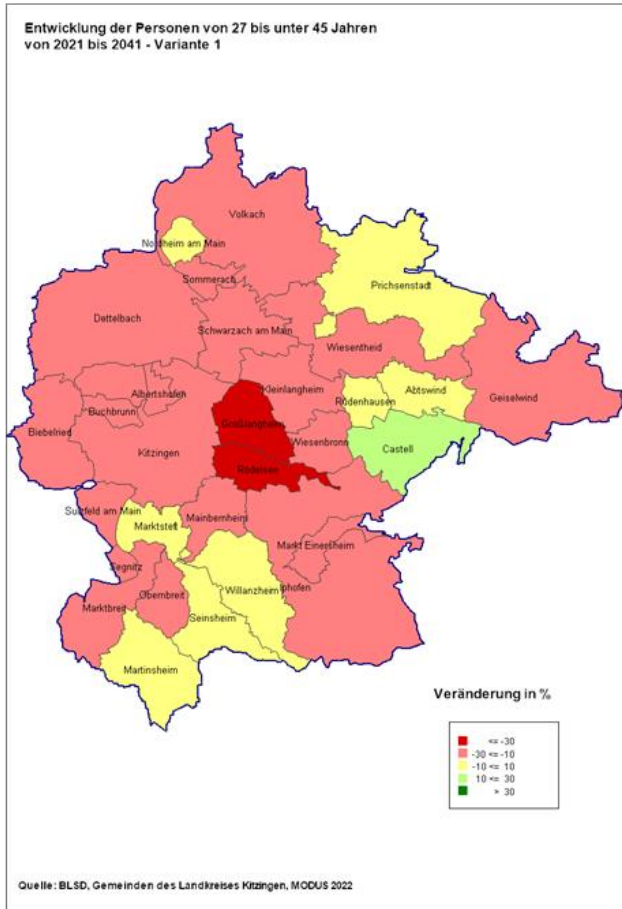 Entwicklung der Personen von 27 bis unter 45 Jahren
von 2021 bis 2041 - Variante 1
Volkach
Nordheim am Main
Sommerach
Prichsenstadt
Dettelbach
Schwarzach am Main
Wiesentheid
Kleinlangheim
Albertshofen
Abtswind
Geiselwind
Rüdenhausen
Buchbrunn
Großlangheim
Biebelried
Wiesenbronn
Castell
Kitzingen
Rödelsee
Sulzfeld am Main
Mainbernheim
Marktsteft
Markt Einersheim
Segnitz
Willanzheim
Iphofen
Obernbreit
Marktbreit
Seinsheim
Martinsheim
Veränderung in %
<= -30
-30 <= -10
-10 <= 10
10 <= 30
> 30
Quelle: BLSD, Gemeinden des Landkreises Kitzingen, MODUS 2022